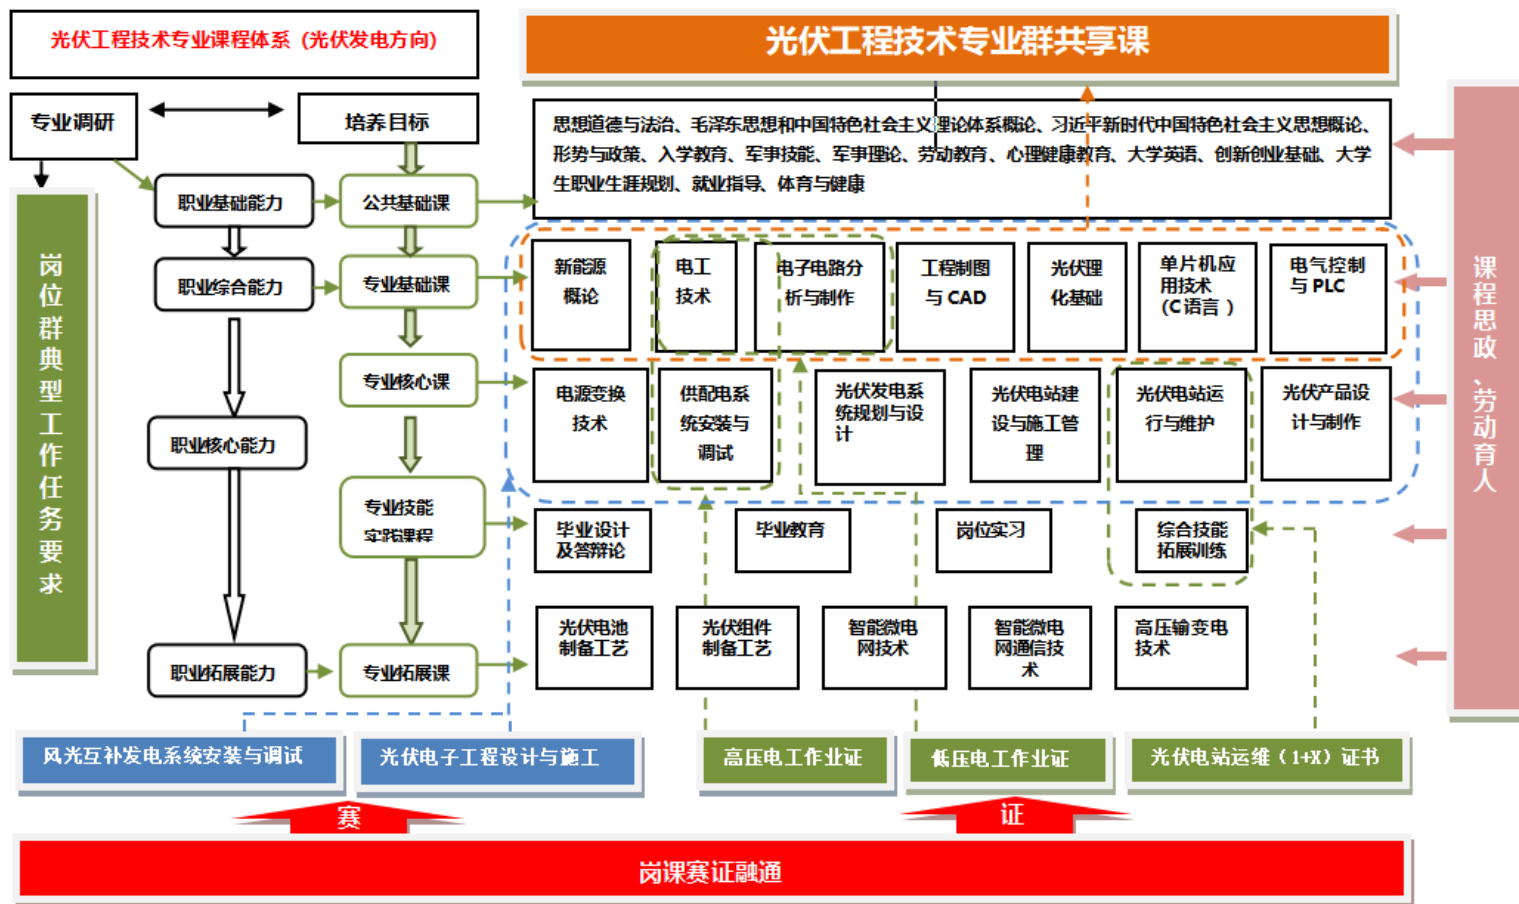 光伏工程技术专业课程体系（光伏发电方向）
光伏工程技术专业群共享课
专业调研
培养目标
思想道德与法治、毛泽东思想和中国特色社会主义理论体系概论、习近平新时代中国特色社会主义思想概论、
形势与政策、入学教育、军事技能、军事理论、劳动教育、心理健康教育、大学英语、创新创业基础、大学
生职业生涯规划、就业指导、体育与健康
职业基础能力
公共基础课
岗位群典型工作任务要求
职业综合能力
专业基础课
新能源
概论
电工
技术
电子电路分
析与制作
工程制图
与 CAD
光伏理
化基础
单片机应
用技术
（C 语言 ）
电气控制
与 PLC
课程思政、劳动育人
专业核心课
电源变换
技术
供配电系
统安装与
调试
光伏发电系
统规划与设
计
光伏电站建
设与施工管
理
光伏电站运
行与维护
光伏产品设
计与制作
职业核心能力
专业技能
实践课程
毕业设计
及答辩论
毕业教育
岗位实习
综合技能
拓展训练
职业拓展能力
专业拓展课
光伏电池
制备工艺
光伏组件
制备工艺
智能微电
网技术
智能微电
网通信技
术
高压输变电
技术
风光互补发电系统安装与调试
光伏电子工程设计与施工
高压电工作业证
低压电工作业证
光伏电站运维（1+X）证书
赛
证
岗课赛证融通